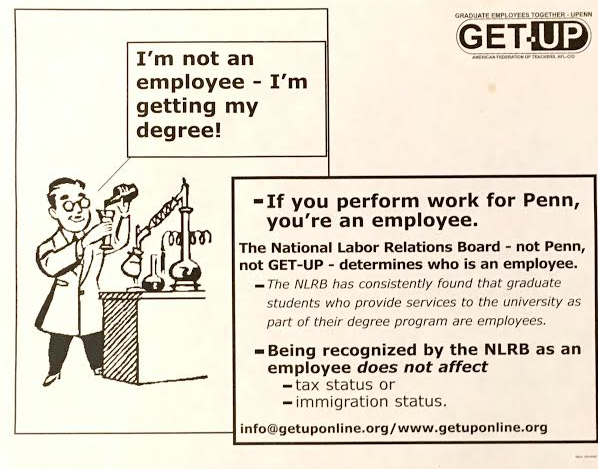 GRADUATE EMPLOYEES TOGETHER - UPENN
GET-UP
AMERICAN FEDERATION OF TEACHERS, AFL-CIO
I'm not an
employee - I'm
getting my
degree!
-If you perform work for Penn,
you're an employee.
The National Labor Relations Board - not Penn,
not GET-UP - determines who is an employee.
- The NLRB has consistently found that graduate
students who provide services to the university as
part of their degree program are employees.
-Being recognized by the NLRB as an
employee does not affect
- tax status or
- immigration status.
info@getuponline.org/www.getuponline.org